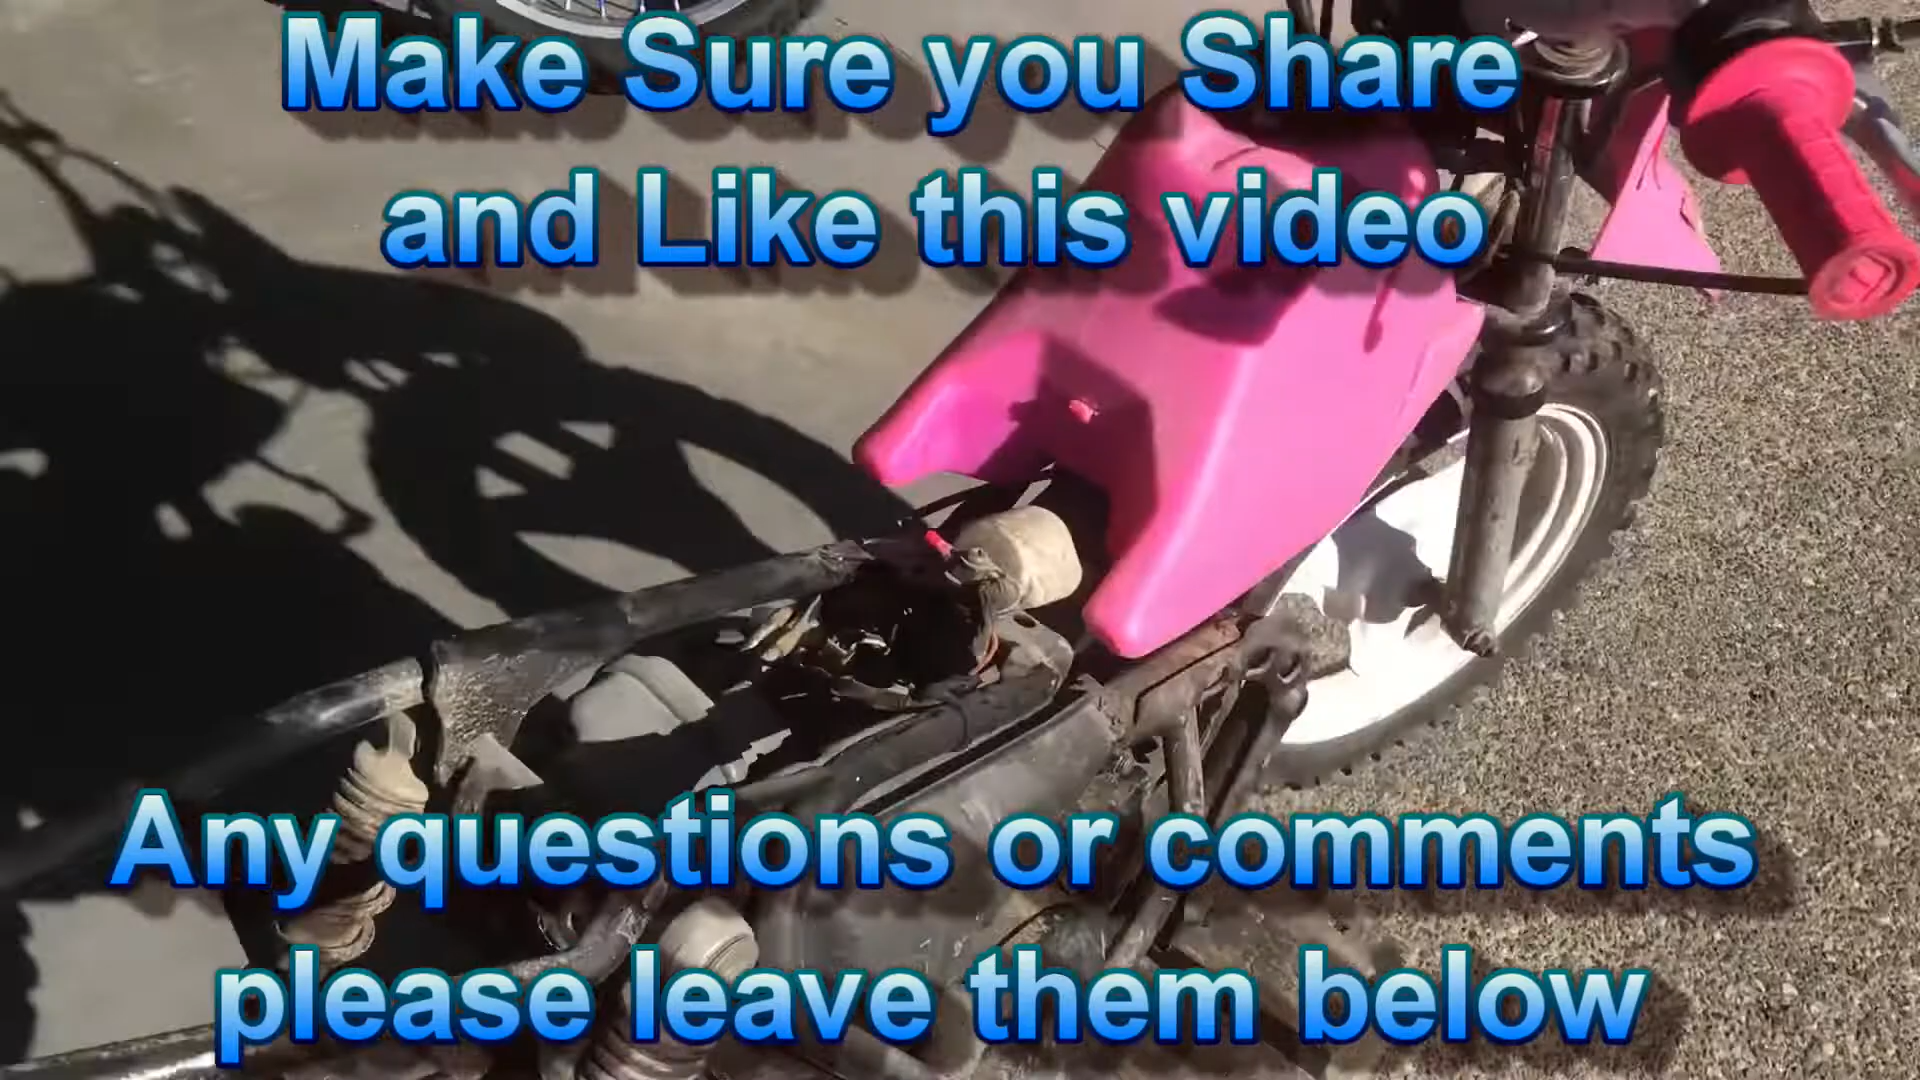 Make Sure you Share
and Like this video
Any questions or comments
please leave them below